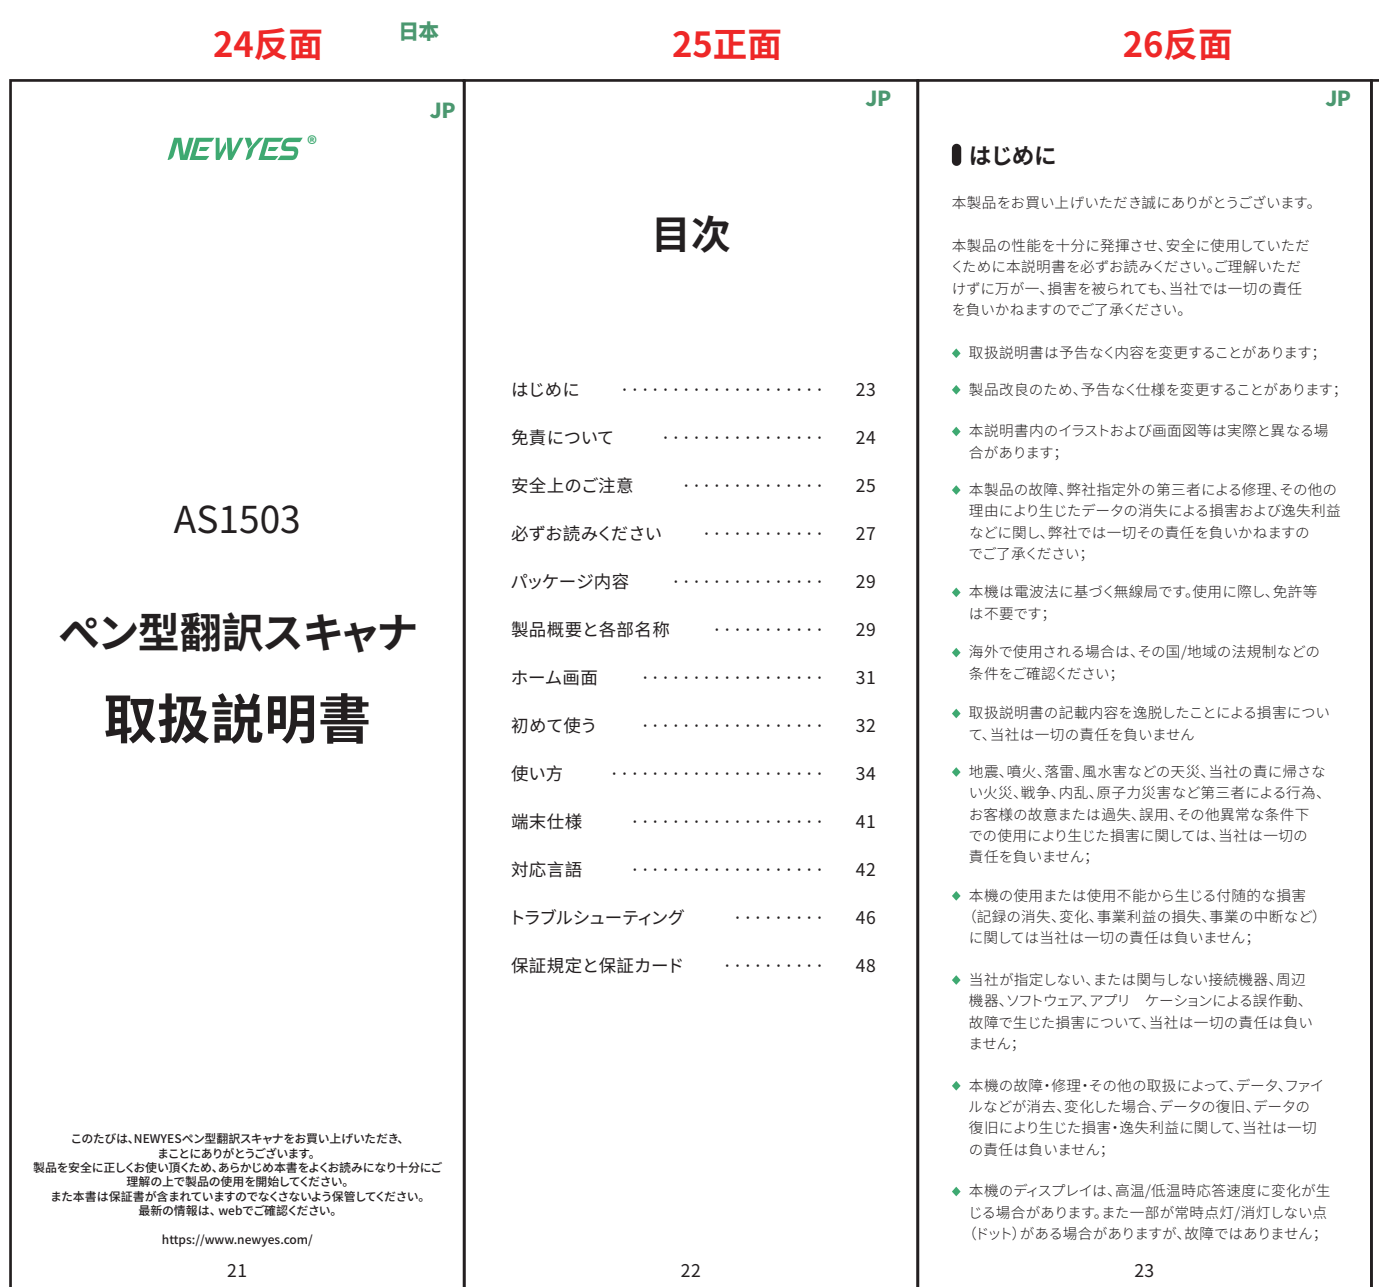 24反面
日本
25正面
26反面
JP
NEWYES®
AS1503
ペン型翻訳スキャナ
取扱説明書
このたびは、NEWYESペン型翻訳スキャナをお買い上げいただき、
まことにありがとうございます。
製品を安全に正しくお使い頂くため、あらかじめ本書をよくお読みになり十分にご
理解の上で製品の使用を開始してください。
また本書は保証書が含まれていますのでなくさないよう保管してください。
最新の情報は、webでご確認ください。
https://www.newyes.com/
21
JP
目次
はじめに ···················· 23
免責について ················ 24
安全上のご注意 ·············· 25
必ずお読みください ············ 27
パッケージ内容 ··············· 29
製品概要と各部名称 ··········· 29
ホーム画面 ·················· 31
初めて使う ·················· 32
使い方 ····················· 34
端末仕様 ··················· 41
対応言語 ··················· 42
トラブルシューティング ········· 46
保証規定と保証カード ·········· 48
22
JP
はじめに
本製品をお買い上げいただき誠にありがとうございます。
本製品の性能を十分に発揮させ、安全に使用していただ
くために本説明書を必ずお読みください。ご理解いただ
けずに万が一、損害を被られても、当社では一切の責任
を負いかねますのでご了承ください。
◆ 取扱説明書は予告なく内容を変更することがあります;
◆ 製品改良のため、予告なく仕様を変更することがあります;
◆ 本説明書内のイラストおよび画面図等は実際と異なる場
合があります;
◆ 本製品の故障、弊社指定外の第三者による修理、その他の
理由により生じたデータの消失による損害および逸失利益
などに関し、弊社では一切その責任を負いかねますの
でご了承ください;
◆ 本機は電波法に基づく無線局です。使用に際し、免許等
は不要です;
◆ 海外で使用される場合は、その国/地域の法規制などの
条件をご確認ください;
◆ 取扱説明書の記載内容を逸脱したことによる損害につい
て、当社は一切の責任を負いません
◆ 地震、噴火、落雷、風水害などの天災、当社の責に帰さな
い火災、戦争、内乱、原子力災害など第三者による行為、
お客様の故意または過失、誤用、その他異常な条件下
での使用により生じた損害に関しては、当社は一切の
責任を負いません;
◆ 本機の使用または使用不能から生じる付随的な損害
(記録の消失、変化、事業利益の損失、事業の中断など)
に関しては当社は一切の責任は負いません;
◆ 当社が指定しない、または関与しない接続機器、周辺
機器、ソフトウェア、アプリ　ケーションによる誤作動、
故障で生じた損害について、当社は一切の責任は負い
ません;
◆ 本機の故障・修理・その他の取扱によって、データ、ファイ
ルなどが消去、変化した場合、データの復旧、データの
復旧により生じた損害・逸失利益に関して、当社は一切
の責任は負いません;
◆ 本機のディスプレイは、高温/低温時応答速度に変化が生
じる場合があります。また一部が常時点灯/消灯しない点
(ドット)がある場合がありますが、故障ではありません;
23